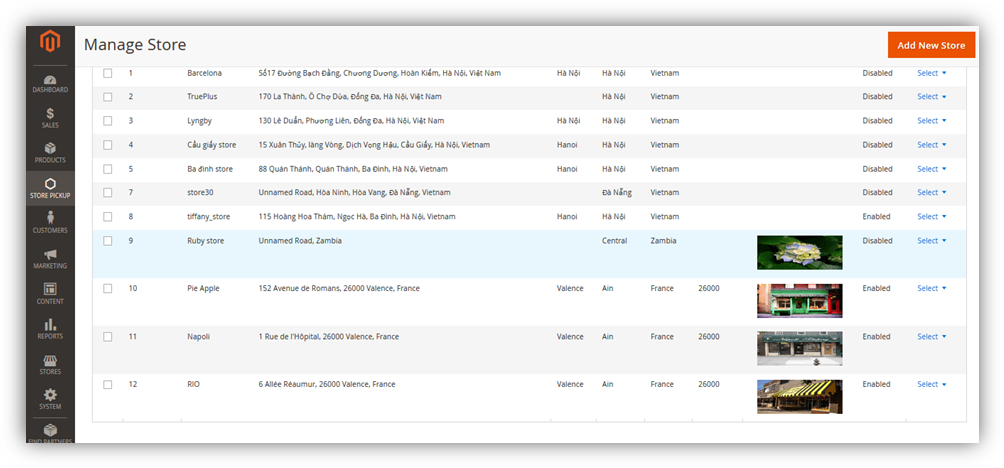 Manage Store
Add New Store
DASHBOARD
SALES
PRODUCTS
STORE PICKUP
CUSTOMERS
MARKETING
CONTENT
REPORTS
STORES
SYSTEM
FIND PARTNERS
1 Barcelona Số17 Đường Bạch Đằng, Chương Dương, Hoàn Kiếm, Hà Nội, Việt Nam Hà Nội Hà Nội Vietnam Disabled Select
2 TruePlus 170 La Thành, Ô Chợ Dừa, Đống Đa, Hà Nội, Việt Nam Hà Nội Vietnam Disabled Select
3 Lyngby 130 Lê Duẩn, Phương Liên, Đống Đa, Hà Nội, Việt Nam Hà Nội Hà Nội Vietnam Disabled Select
4 Cầu giấy store 15 Xuân Thủy, làng Vòng, Dịch Vọng Hậu, Cầu Giấy, Hà Nội, Vietnam Hanoi Hà Nội Vietnam Disabled Select
5 Ba đình store 88 Quán Thánh, Quán Thánh, Ba Đình, Hà Nội, Vietnam Hanoi Hà Nội Vietnam Disabled Select
7 store30 Unnamed Road, Hòa Ninh, Hòa Vang, Đà Nẵng, Vietnam Đà Nẵng Vietnam Disabled Select
8 tiffany_store 115 Hoàng Hoa Thám, Ngọc Hà, Ba Đình, Hà Nội, Vietnam Hanoi Hà Nội Vietnam Enabled Select
9 Ruby store Unnamed Road, Zambia Central Zambia Disabled Select
10 Pie Apple 152 Avenue de Romans, 26000 Valence, France Valence Ain France 26000 Enabled Select
11 Napoli 1 Rue de l'Hôpital, 26000 Valence, France Valence Ain France 26000 Enabled Select
12 RIO 6 Allée Réaumur, 26000 Valence, France Valence Ain France 26000 Enabled Select